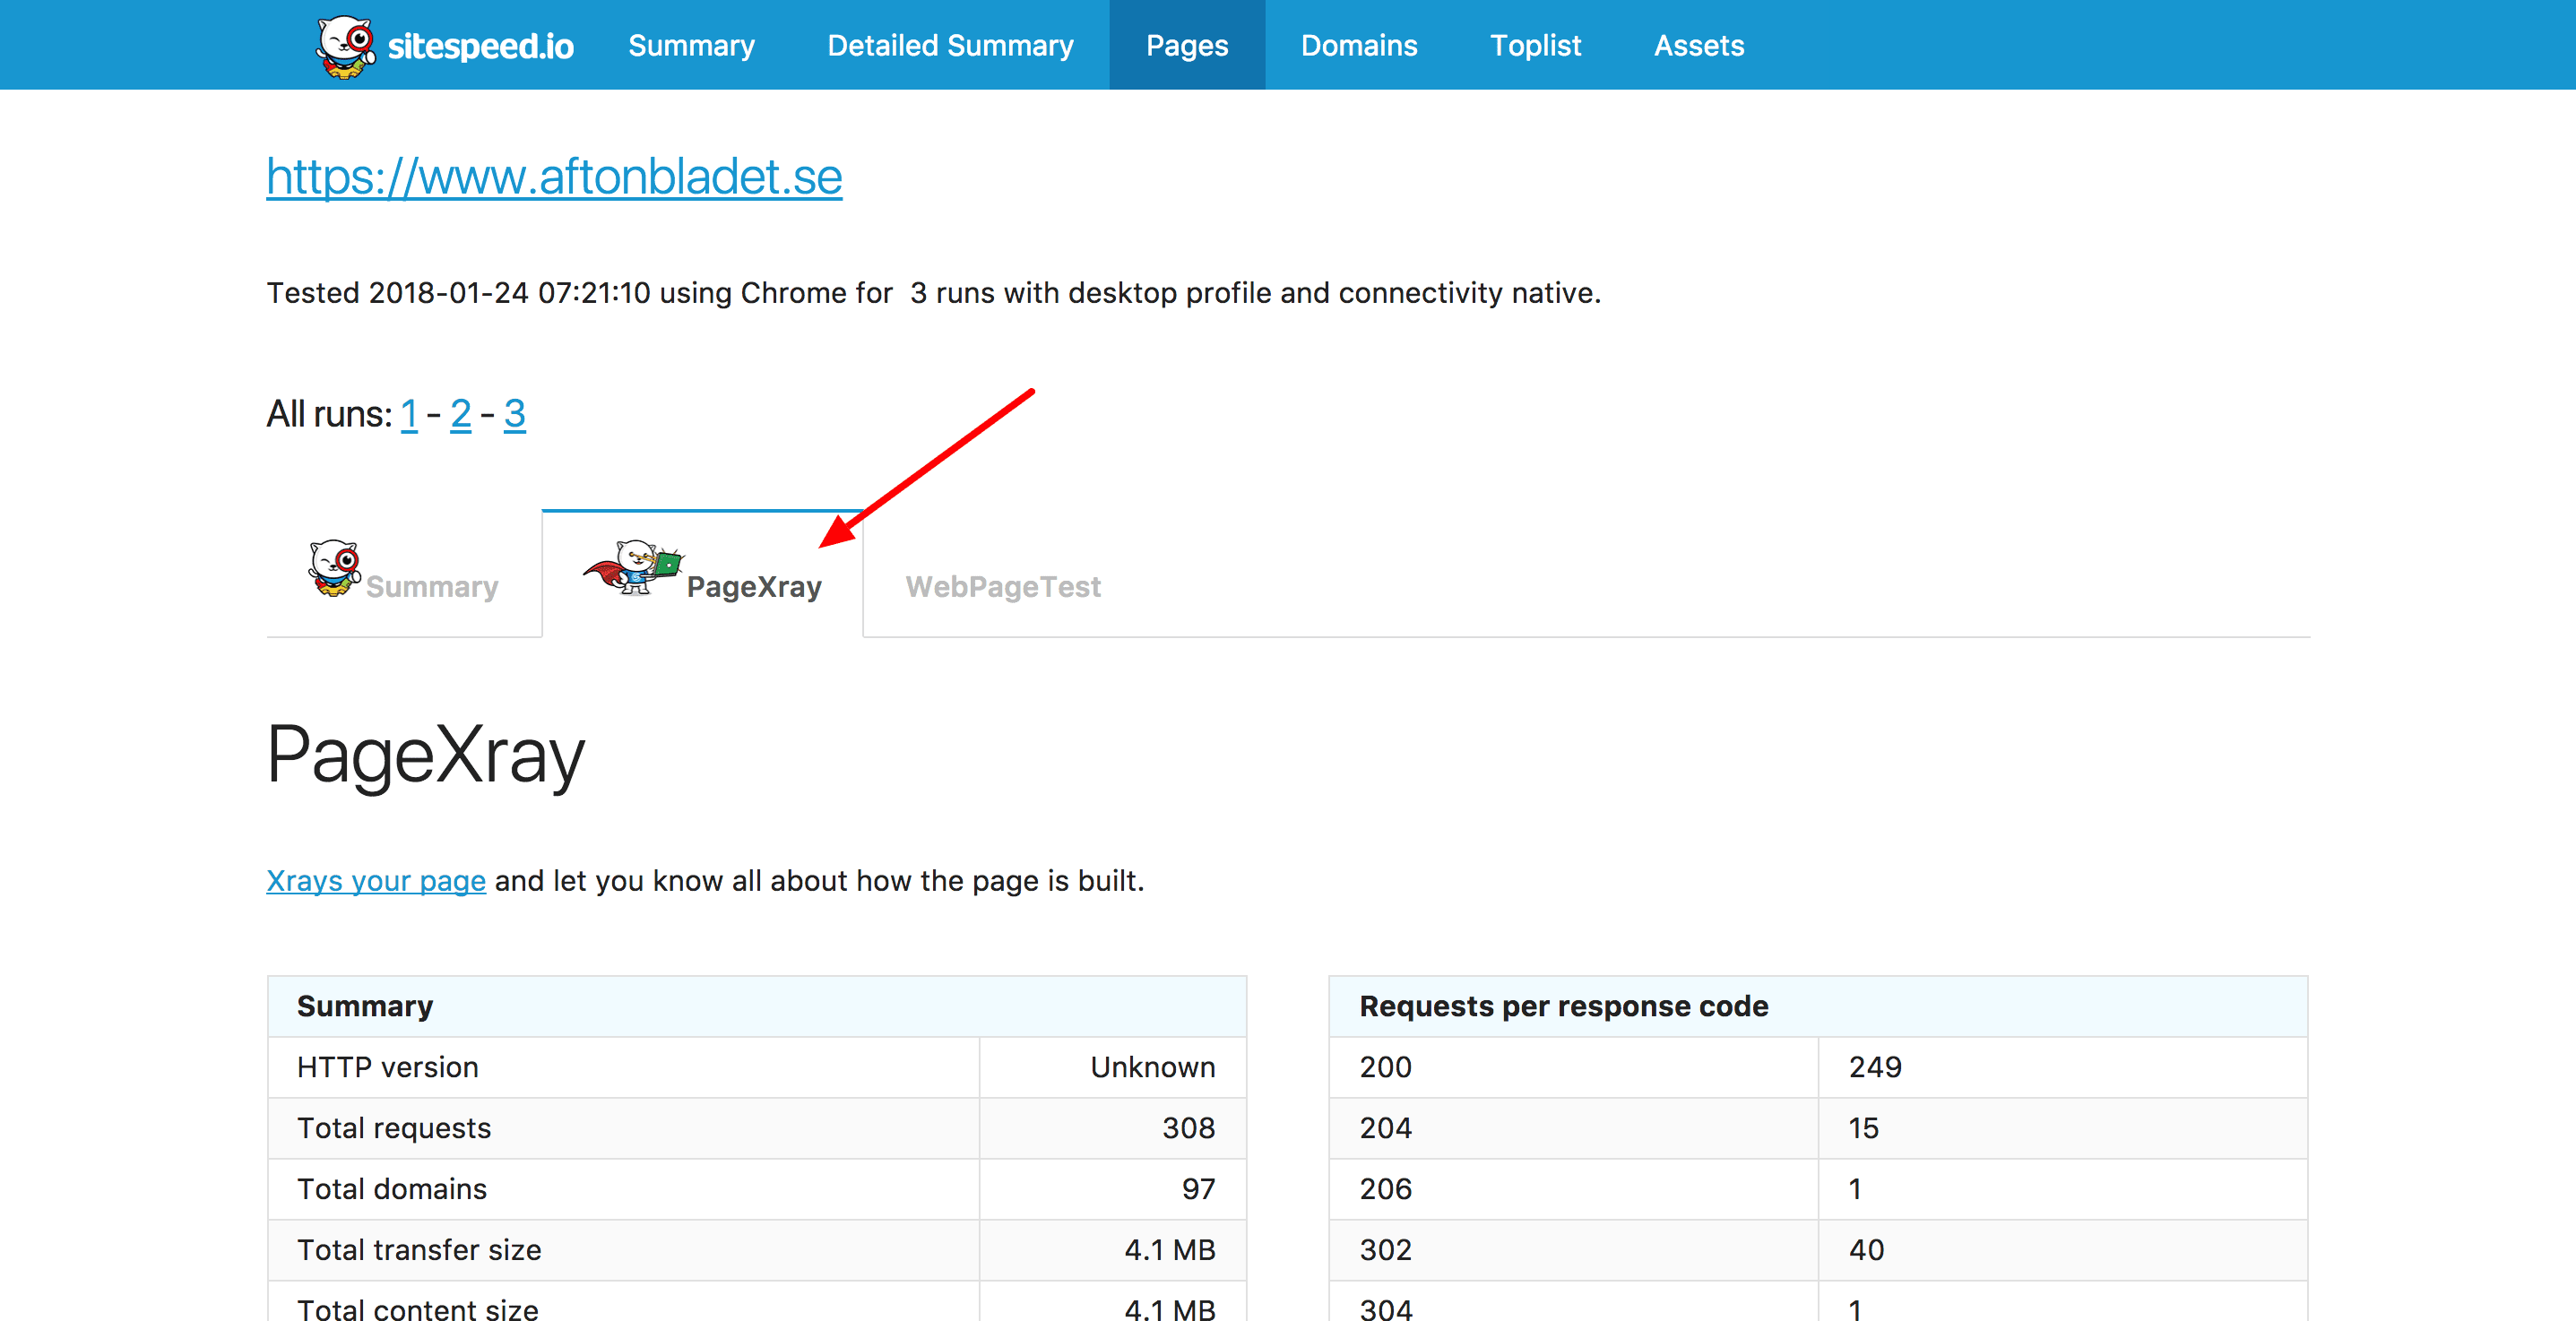 sitespeed.io Summary Detailed Summary Pages Domains Toplist Assets
https://www.aftonbladet.se
Tested 2018-01-24 07:21:10 using Chrome for 3 runs with desktop profile and connectivity native.
All runs: 1 - 2 - 3
Summary PageXray WebPageTest
PageXray
Xrays your page and let you know all about how the page is built.
Summary
HTTP version Unknown
Total requests 308
Total domains 97
Total transfer size 4.1 MB
Total content size 4.1 MB
Requests per response code
200 249
204 15
206 1
302 40
304 1